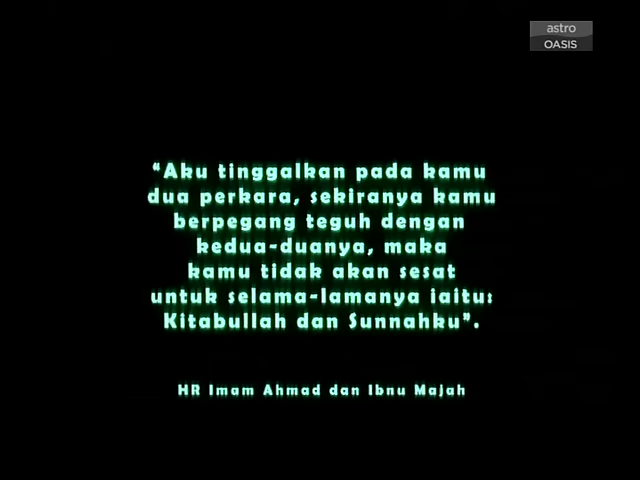 astro
OASIS
“Aku tinggalkan pada kamu
dua perkara, sekiranya kamu
berpegang teguh dengan
kedua-duanya, maka
kamu tidak akan sesat
untuk selama-lamanya iaitu:
Kitabullah dan Sunnahku”.
HR Imam Ahmad dan Ibnu Majah